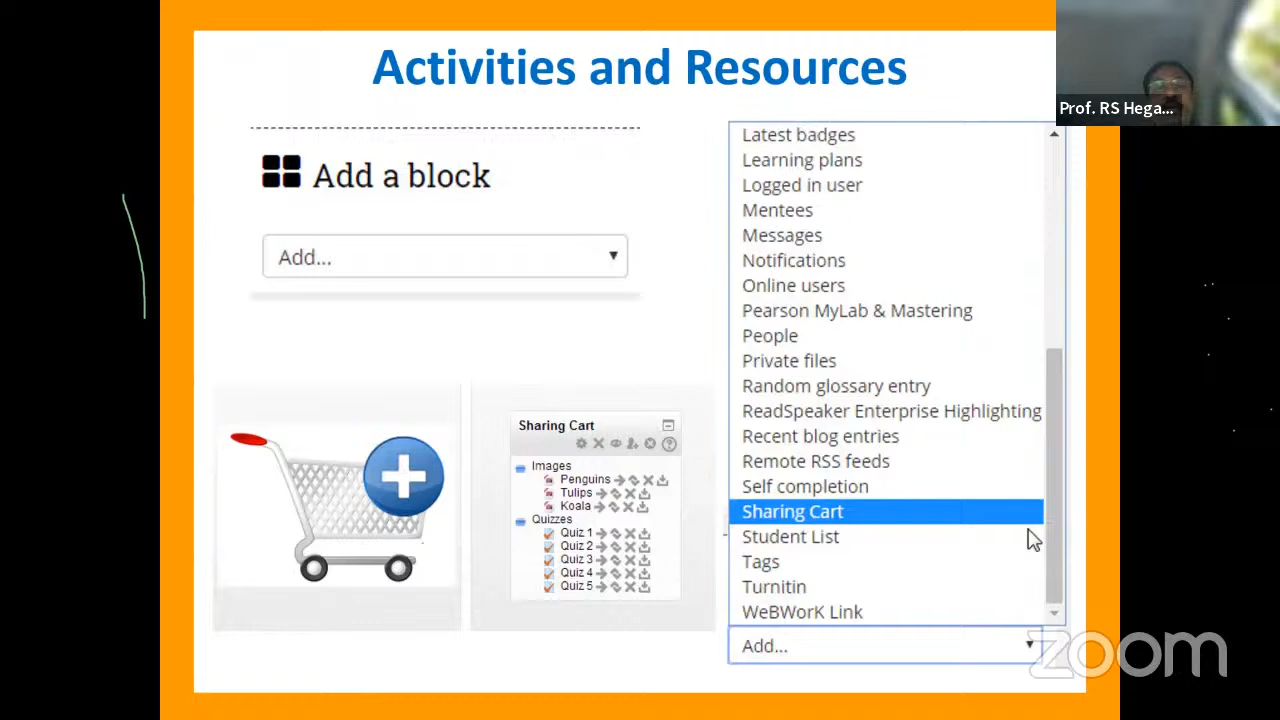 Activities and Resources
Prof. RS Hega...
Add a block
Add...
Latest badges
Learning plans
Logged in user
Mentees
Messages
Notifications
Online users
Pearson MyLab & Mastering
People
Private files
Random glossary entry
ReadSpeaker Enterprise Highlighting
Recent blog entries
Remote RSS feeds
Self completion
Sharing Cart
Student List
Tags
Turnitin
WeBWorK Link
Add...
Sharing Cart
Images
Penguins
Tulips
Koala
Quizzes
Quiz 1
Quiz 2
Quiz 3
Quiz 4
Quiz 5
zoom